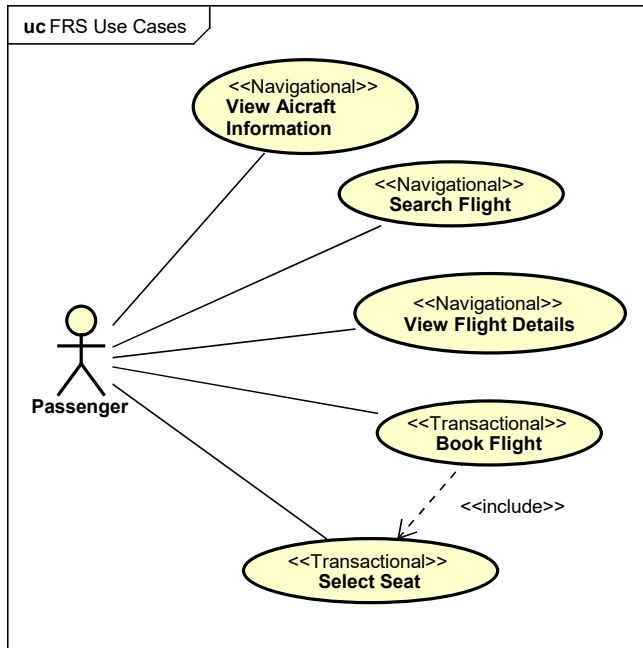 uc FRS Use Cases
<<Navigational>>
View Aicraft
Information
<<Navigational>>
Search Flight
<<Navigational>>
View Flight Details
Passenger
<<Transactional>>
Book Flight
<<include>>
<<Transactional>>
Select Seat